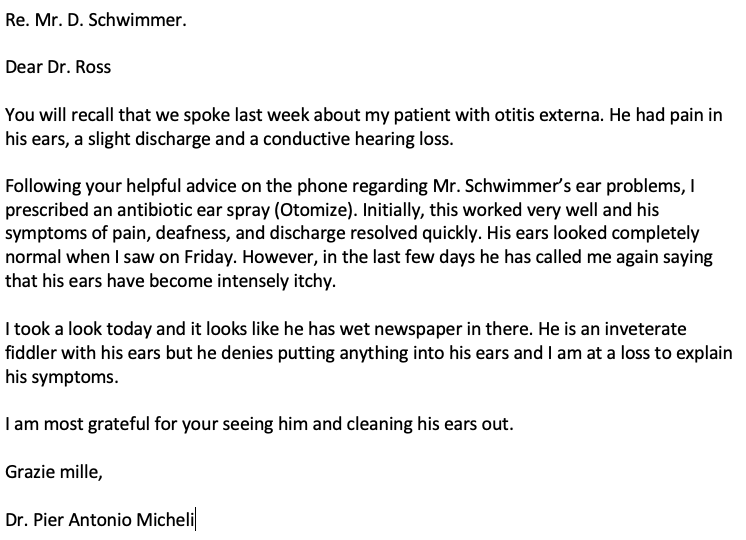 Re. Mr. D. Schwimmer.
Dear Dr. Ross
You will recall that we spoke last week about my patient with otitis externa. He had pain in
his ears, a slight discharge and a conductive hearing loss.
Following your helpful advice on the phone regarding Mr. Schwimmer’s ear problems, I
prescribed an antibiotic ear spray (Otomize). Initially, this worked very well and his
symptoms of pain, deafness, and discharge resolved quickly. His ears looked completely
normal when I saw on Friday. However, in the last few days he has called me again saying
that his ears have become intensely itchy.
I took a look today and it looks like he has wet newspaper in there. He is an inveterate
fiddler with his ears but he denies putting anything into his ears and I am at a loss to explain
his symptoms.
I am most grateful for your seeing him and cleaning his ears out.
Grazie mille,
Dr. Pier Antonio Micheli